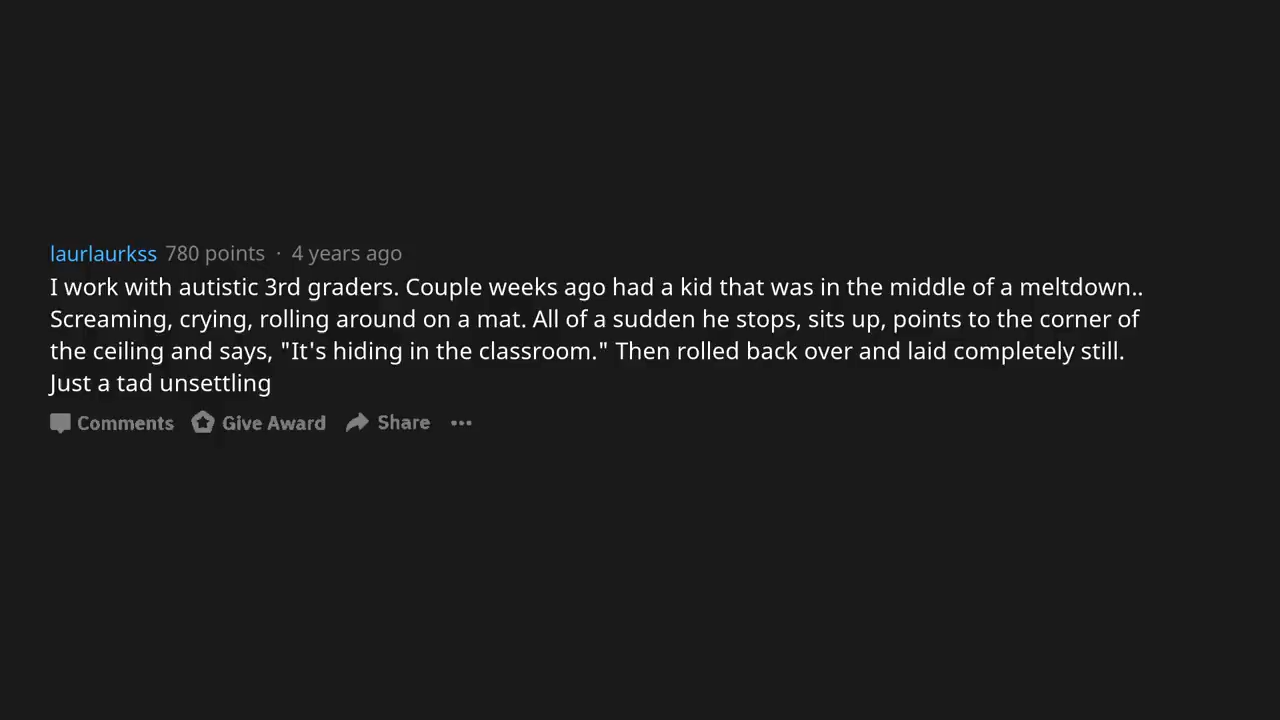 laurlaurkss 780 points · 4 years ago
I work with autistic 3rd graders. Couple weeks ago had a kid that was in the middle of a meltdown..
Screaming, crying, rolling around on a mat. All of a sudden he stops, sits up, points to the corner of
the ceiling and says, "It's hiding in the classroom." Then rolled back over and laid completely still.
Just a tad unsettling
Comments Give Award Share •••